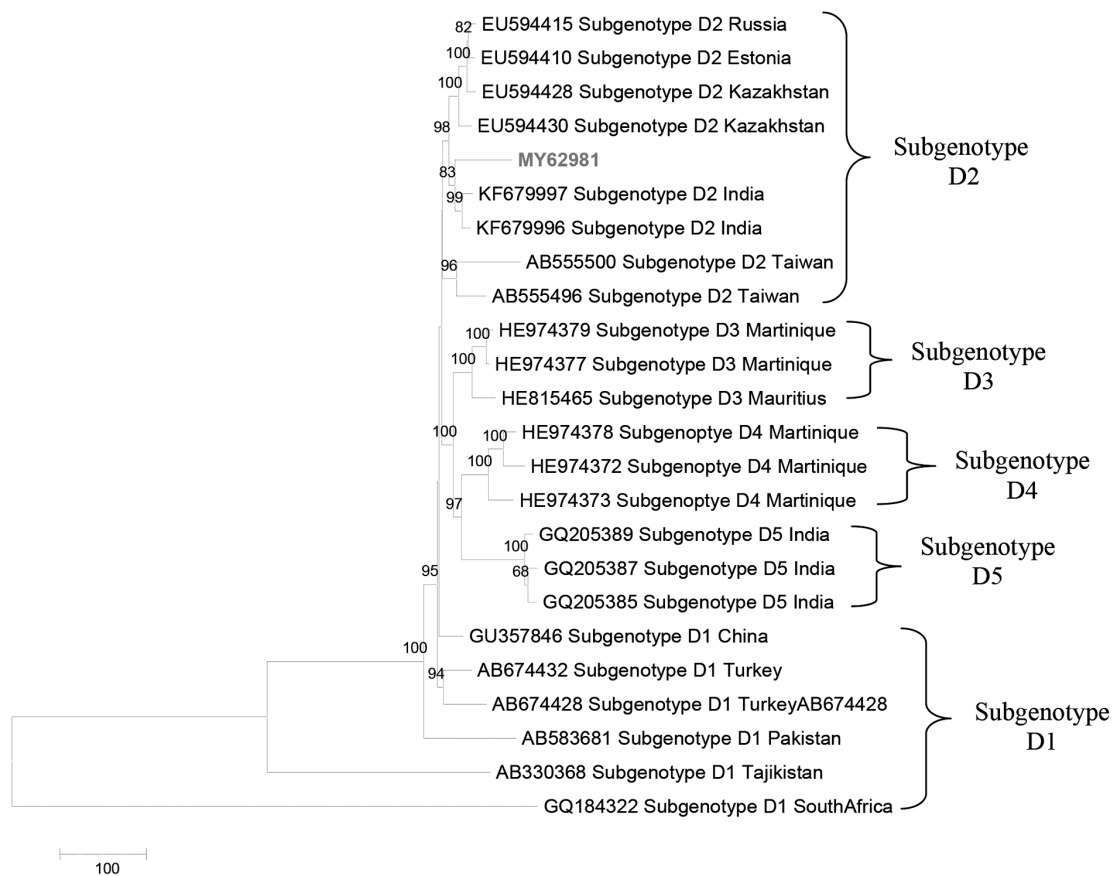 82
EU594415 Subgenotype D2 Russia
100
EU594410 Subgenotype D2 Estonia
100
EU594428 Subgenotype D2 Kazakhstan
98
EU594430 Subgenotype D2 Kazakhstan
MY62981
83
KF679997 Subgenotype D2 India
99
KF679996 Subgenotype D2 India
96
AB555500 Subgenotype D2 Taiwan
AB555496 Subgenotype D2 Taiwan
Subgenotype
D2
100
HE974379 Subgenotype D3 Martinique
100
HE974377 Subgenotype D3 Martinique
HE815465 Subgenotype D3 Mauritius
Subgenotype
D3
100
100
HE974378 Subgenoptye D4 Martinique
100
HE974372 Subgenoptye D4 Martinique
97
HE974373 Subgenoptye D4 Martinique
Subgenotype
D4
GQ205389 Subgenotype D5 India
100
68
GQ205387 Subgenotype D5 India
95
GQ205385 Subgenotype D5 India
Subgenotype
D5
GU357846 Subgenotype D1 China
100
94
AB674432 Subgenotype D1 Turkey
AB674428 Subgenotype D1 TurkeyAB674428
AB583681 Subgenotype D1 Pakistan
AB330368 Subgenotype D1 Tajikistan
GQ184322 Subgenotype D1 SouthAfrica
Subgenotype
D1
100